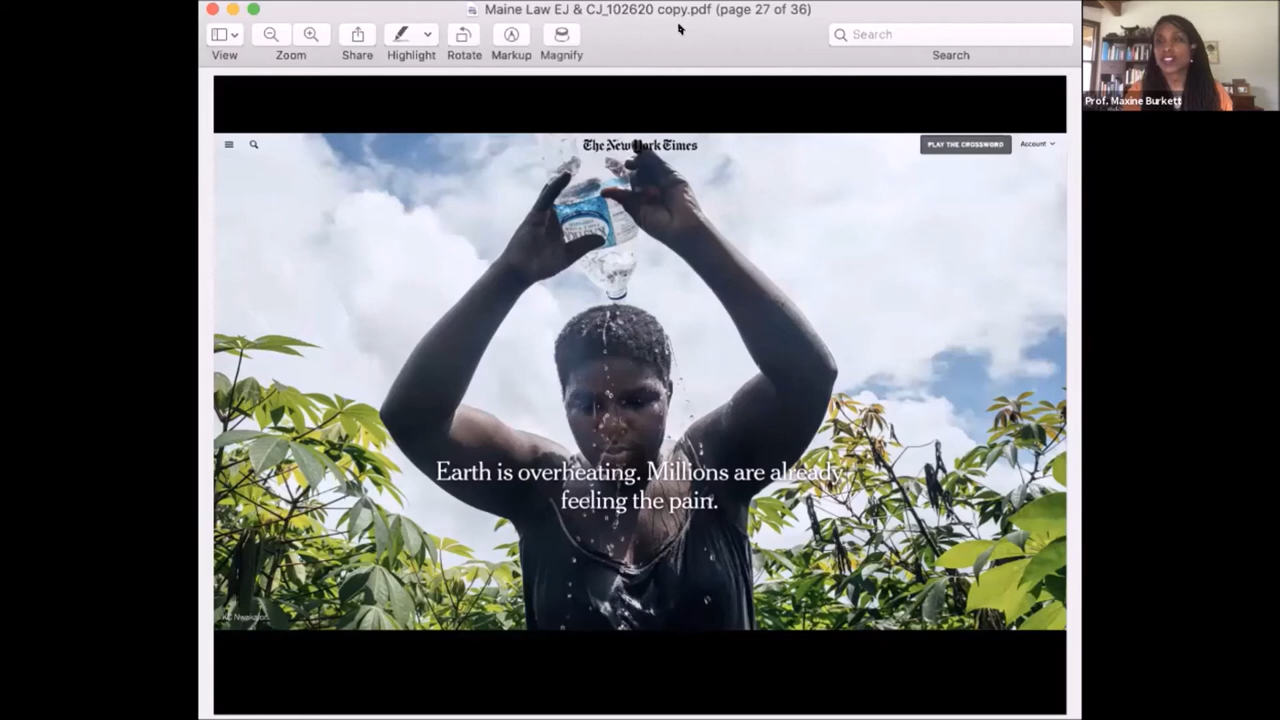 Maine Law EJ & CJ_102620 copy.pdf (page 27 of 36)
Search
View
Zoom
Share
Highlight
Rotate
Markup
Magnify
Search
Prof. Maxine Burkett
The New York Times
PLAY THE CROSSWORD
Account
Earth is overheating. Millions are already
feeling the pain.